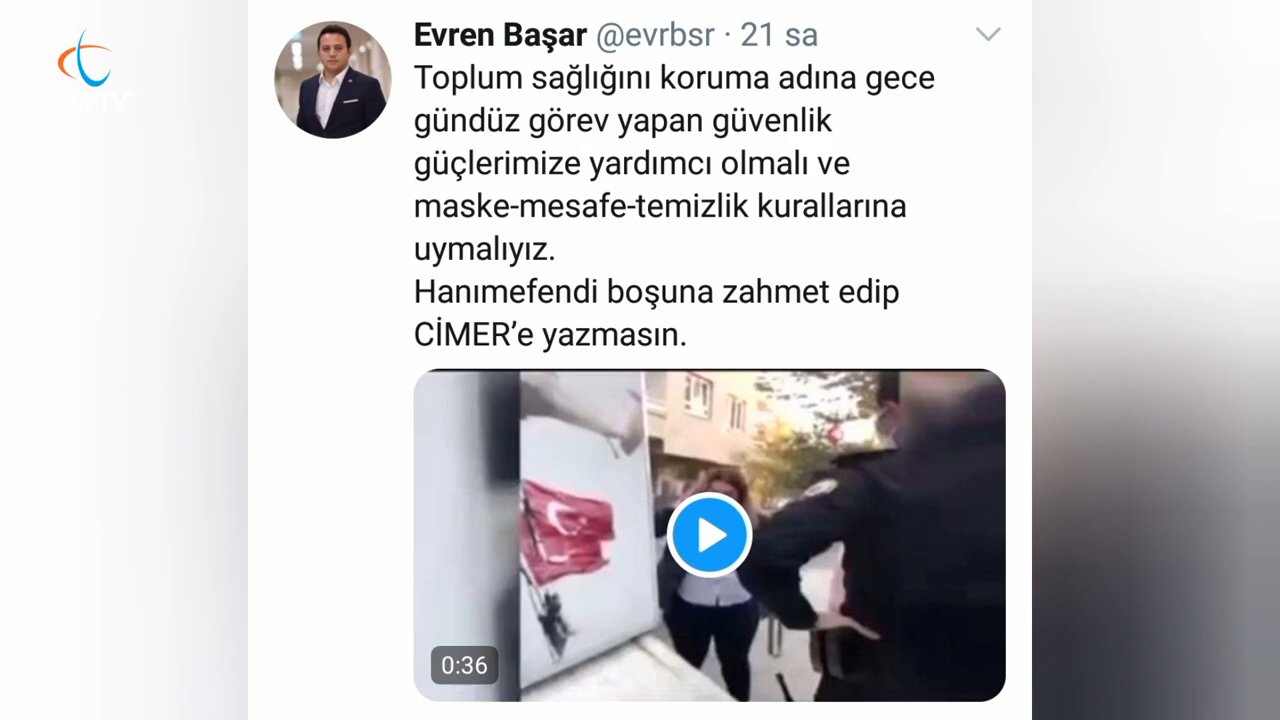 Evren Başar @evrbsr · 21 sa
Toplum sağlığını koruma adına gece
gündüz görev yapan güvenlik
güçlerimize yardımcı olmalı ve
maske-mesafe-temizlik kurallarına
uymalıyız.
Hanımefendi boşuna zahmet edip
CİMER’e yazmasın.
0:36